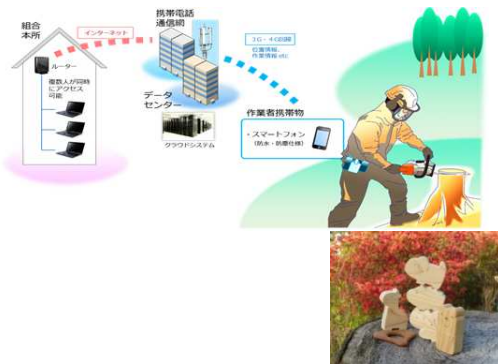 組合
本所
ルーター
複数人が同時
にアクセス
可能
インターネット
携帯電話
通信網
データ
センター
クラウドシステム
3G・4G回線
位置情報、
作業情報 etc
作業者携帯物
・スマートフォン
（防水・防塵仕様）